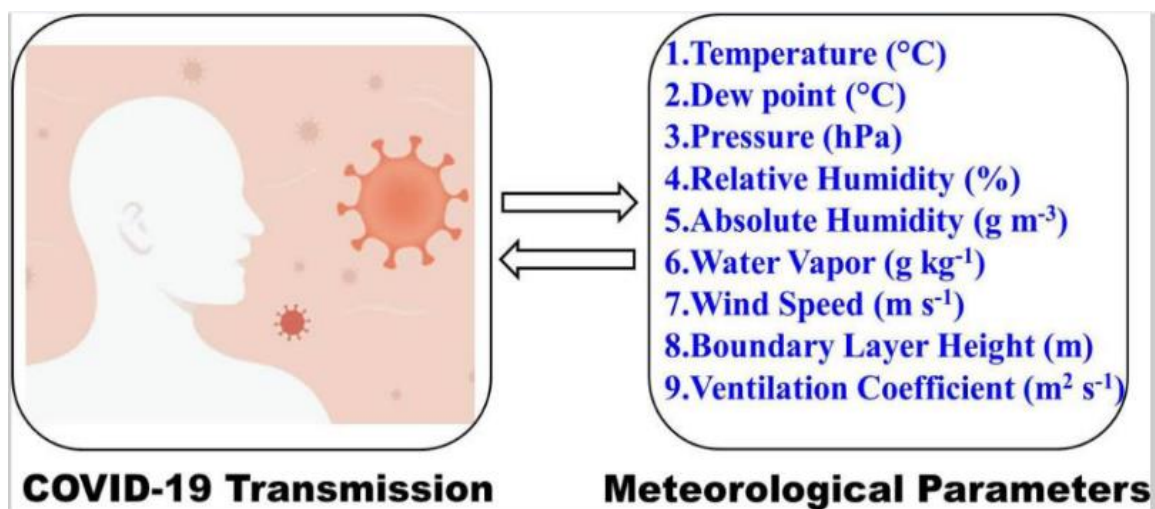 1.Temperature (°C)
2.Dew point (°C)
3.Pressure (hPa)
4.Relative Humidity (%)
5.Absolute Humidity (g m⁻³)
6.Water Vapor (g kg⁻¹)
7.Wind Speed (m s⁻¹)
8.Boundary Layer Height (m)
9.Ventilation Coefficient (m² s⁻¹)
COVID-19 Transmission
Meteorological Parameters